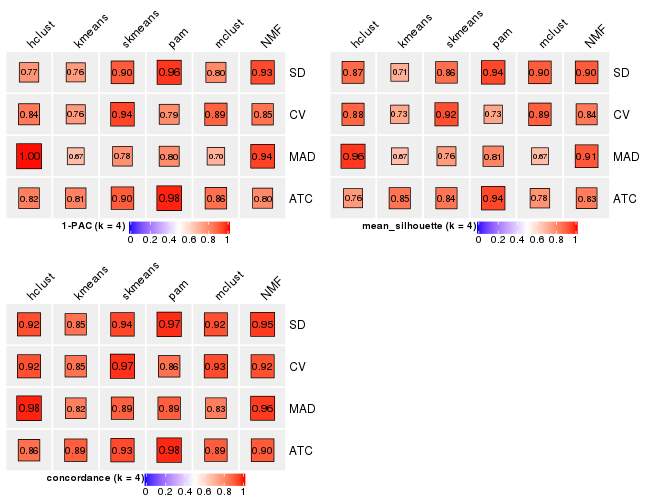 hclust kmeans skmeans pam mclust NMF
0.77 0.76 0.90 0.96 0.80 0.93 SD
0.84 0.76 0.94 0.79 0.89 0.85 CV
1.00 0.67 0.78 0.80 0.70 0.94 MAD
0.82 0.81 0.90 0.98 0.86 0.80 ATC
1-PAC (k = 4)
0 0.2 0.4 0.6 0.8 1
hclust kmeans skmeans pam mclust NMF
0.87 0.71 0.86 0.94 0.90 0.90 SD
0.88 0.73 0.92 0.73 0.89 0.84 CV
0.96 0.67 0.76 0.81 0.67 0.91 MAD
0.76 0.85 0.84 0.94 0.78 0.83 ATC
mean_silhouette (k = 4)
0 0.2 0.4 0.6 0.8 1
hclust kmeans skmeans pam mclust NMF
0.92 0.85 0.94 0.97 0.92 0.95 SD
0.92 0.85 0.97 0.86 0.93 0.92 CV
0.98 0.82 0.89 0.89 0.83 0.96 MAD
0.86 0.89 0.93 0.98 0.89 0.90 ATC
concordance (k = 4)
0 0.2 0.4 0.6 0.8 1